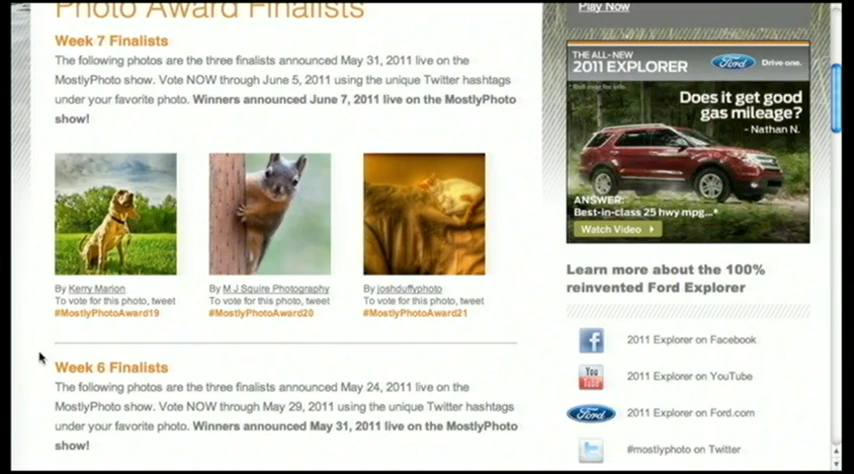 Photo Award Finalists
Week 7 Finalists
The following photos are the three finalists announced May 31, 2011 live on the
MostlyPhoto show. Vote NOW through June 5, 2011 using the unique Twitter hashtags
under your favorite photo. Winners announced June 7, 2011 live on the MostlyPhoto
show!
By Kerry Marion
To vote for this photo, tweet
#MostlyPhotoAward19
By M J Squire Photography
To vote for this photo, tweet
#MostlyPhotoAward20
By joshduffyphoto
To vote for this photo, tweet
#MostlyPhotoAward21
Week 6 Finalists
The following photos are the three finalists announced May 24, 2011 live on the
MostlyPhoto show. Vote NOW through May 29, 2011 using the unique Twitter hashtags
under your favorite photo. Winners announced May 31, 2011 live on the MostlyPhoto
show!
Play Now
THE ALL-NEW
2011 EXPLORER
Ford
Drive one.
Does it get good
gas mileage?
- Nathan N.
ANSWER:
Best-in-class 25 hwy mpg...*
Watch Video
Learn more about the 100%
reinvented Ford Explorer
2011 Explorer on Facebook
You
Tube
2011 Explorer on YouTube
Ford
2011 Explorer on Ford.com
#mostlyphoto on Twitter